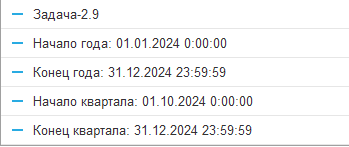 Задача-2.9
Начало года: 01.01.2024 0:00:00
Конец года: 31.12.2024 23:59:59
Начало квартала: 01.10.2024 0:00:00
Конец квартала: 31.12.2024 23:59:59